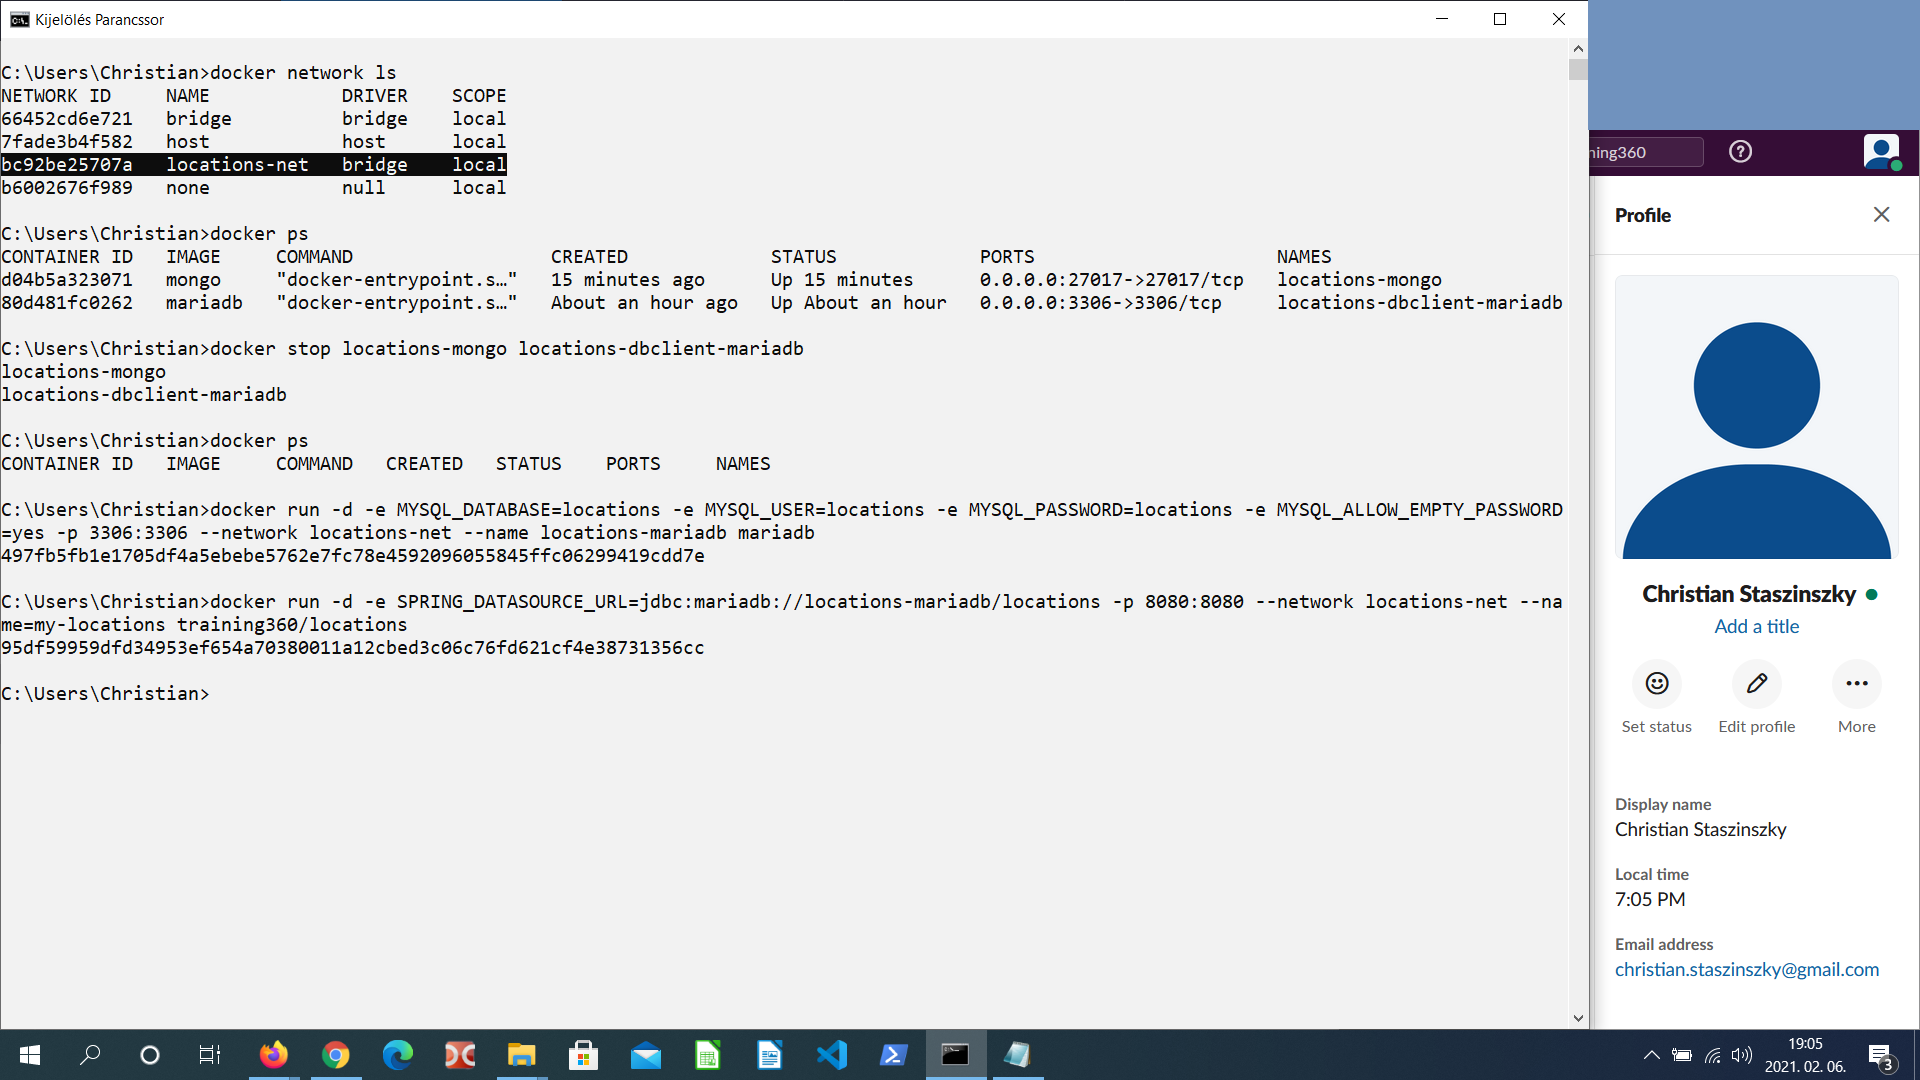 Kijelölés Parancssor
C:\Users\Christian>docker network ls
NETWORK ID     NAME            DRIVER    SCOPE
66452cd6e721   bridge          bridge    local
7fade3b4f582   host            host      local
bc92be25707a   locations-net   bridge    local
b6002676f989   none            null      local
C:\Users\Christian>docker ps
CONTAINER ID   IMAGE     COMMAND                  CREATED             STATUS             PORTS                      NAMES
d04b5a323071   mongo     "docker-entrypoint.s…"   15 minutes ago      Up 15 minutes      0.0.0.0:27017->27017/tcp   locations-mongo
80d481fc0262   mariadb   "docker-entrypoint.s…"   About an hour ago   Up About an hour   0.0.0.0:3306->3306/tcp     locations-dbclient-mariadb
C:\Users\Christian>docker stop locations-mongo locations-dbclient-mariadb
locations-mongo
locations-dbclient-mariadb
C:\Users\Christian>docker ps
CONTAINER ID   IMAGE     COMMAND   CREATED   STATUS    PORTS     NAMES
C:\Users\Christian>docker run -d -e MYSQL_DATABASE=locations -e MYSQL_USER=locations -e MYSQL_PASSWORD=locations -e MYSQL_ALLOW_EMPTY_PASSWORD
=yes -p 3306:3306 --network locations-net --name locations-mariadb mariadb
497fb5fb1e1705df4a5ebebe5762e7fc78e4592096055845ffc06299419cdd7e
C:\Users\Christian>docker run -d -e SPRING_DATASOURCE_URL=jdbc:mariadb://locations-mariadb/locations -p 8080:8080 --network locations-net --na
me=my-locations training360/locations
95df59959dfd34953ef654a70380011a12cbed3c06c76fd621cf4e38731356cc
C:\Users\Christian>
ning360
Profile
Christian Staszinszky
Add a title
Set status
Edit profile
More
Display name
Christian Staszinszky
Local time
7:05 PM
Email address
christian.staszinszky@gmail.com
19:05
2021. 02. 06.
3